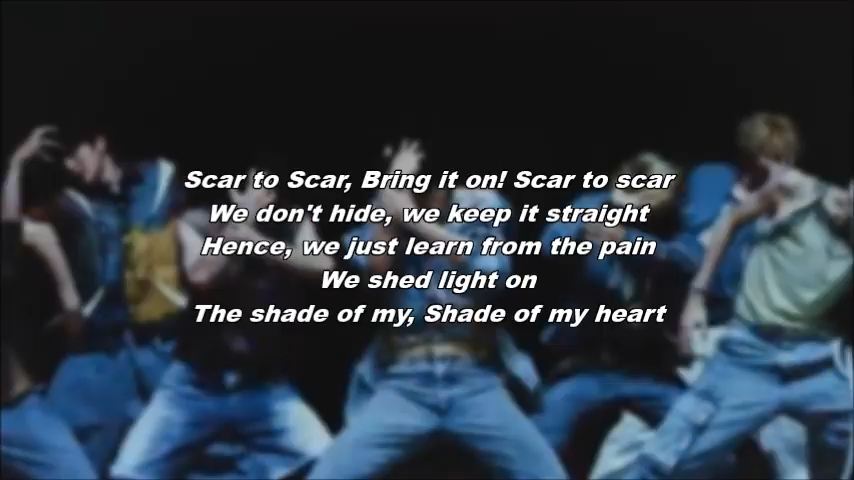 Scar to Scar, Bring it on! Scar to scar
We don't hide, we keep it straight
Hence, we just learn from the pain
We shed light on
The shade of my, Shade of my heart